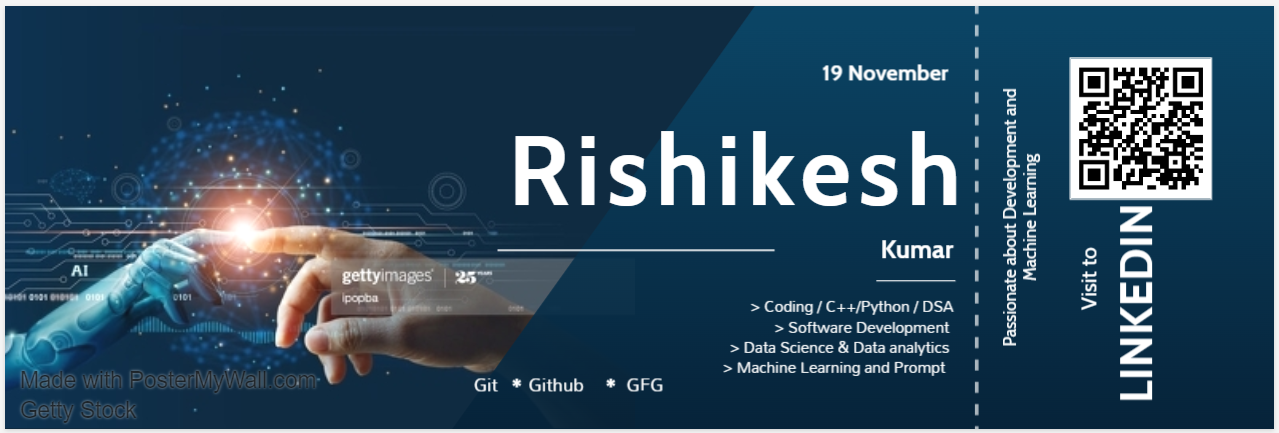 19 November
Rishikesh
Kumar
AI
gettyimages® | 25 YEARS
ipopba
> Coding / C++/Python / DSA
> Software Development
> Data Science & Data analytics
> Machine Learning and Prompt
Git * Github * GFG
Made with PosterMyWall.com
Getty Stock
Passionate about Development and
Machine Learning
Visit to
LINKEDIN